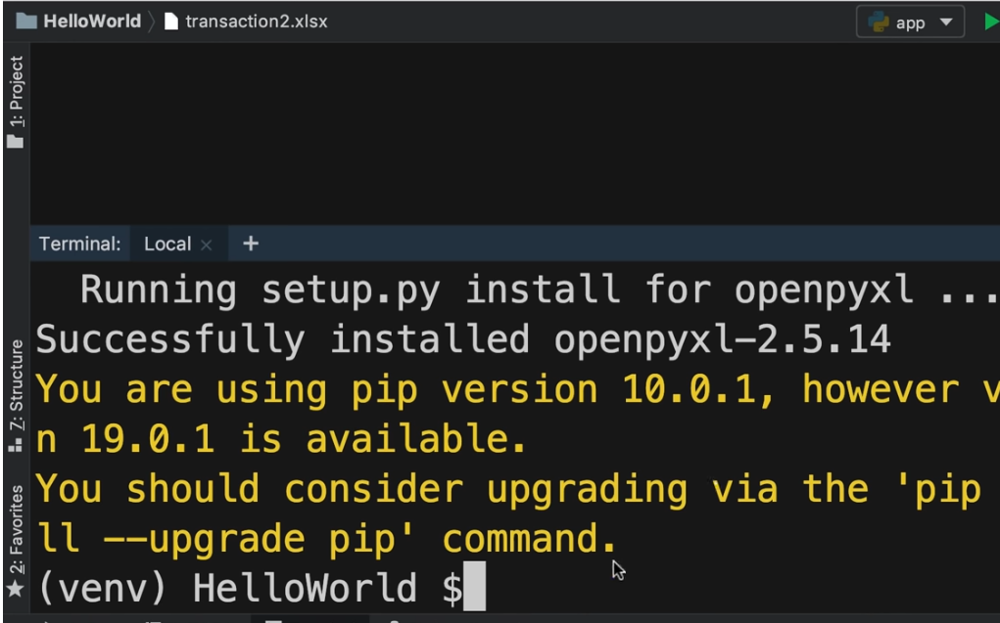 HelloWorld transaction2.xlsx
app
1: Project
Terminal: Local × +
Running setup.py install for openpyxl ...
Successfully installed openpyxl-2.5.14
You are using pip version 10.0.1, however v
n 19.0.1 is available.
You should consider upgrading via the 'pip
ll --upgrade pip' command.
(venv) HelloWorld $
7: Structure
2: Favorites